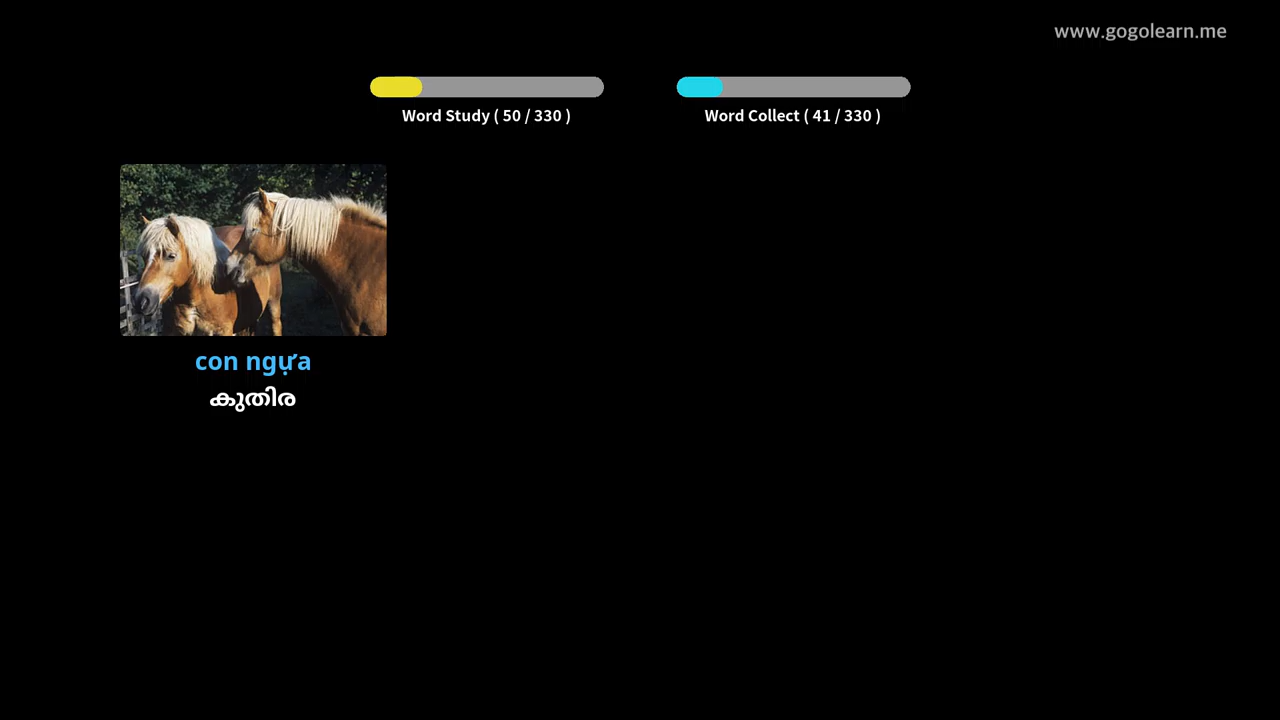 www.gogolearn.me
Word Study ( 50 / 330 )
Word Collect ( 41 / 330 )
con ngựa
കുതിര